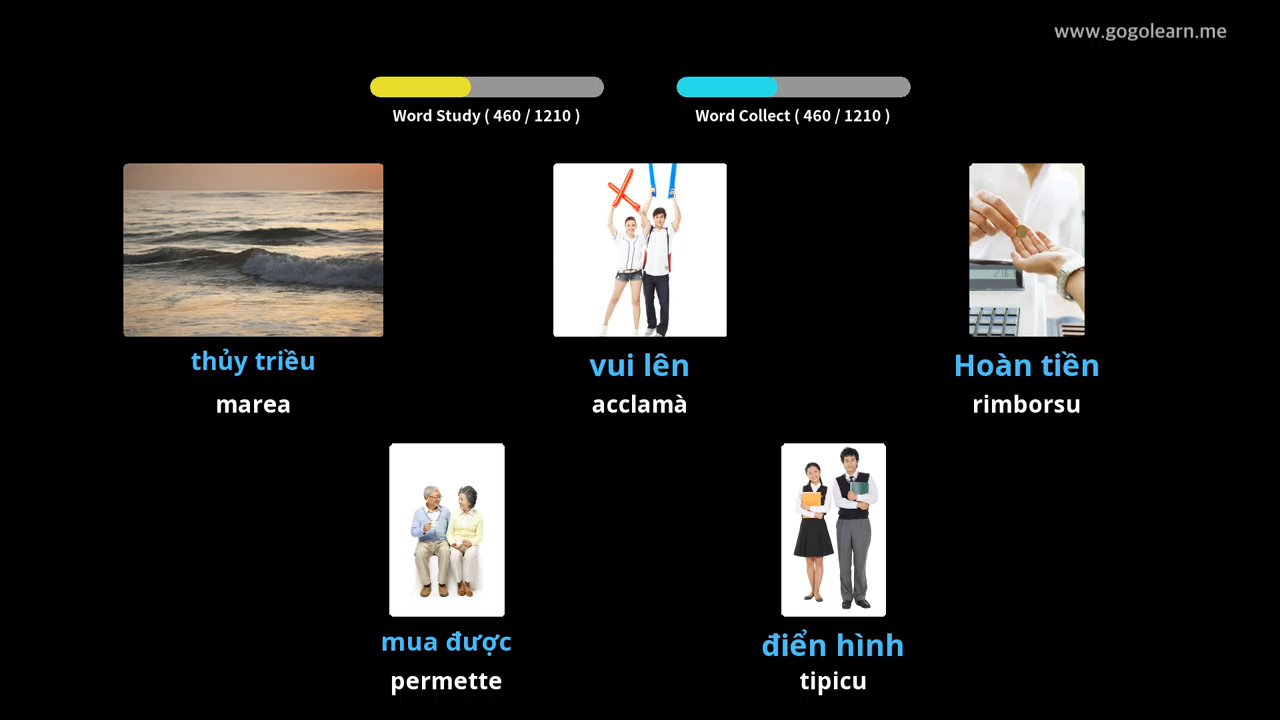 www.gogolearn.me
Word Study ( 460 / 1210 )
Word Collect ( 460 / 1210 )
thủy triều
marea
vui lên
acclamà
Hoàn tiền
rimborsu
mua được
permette
điển hình
tipicu